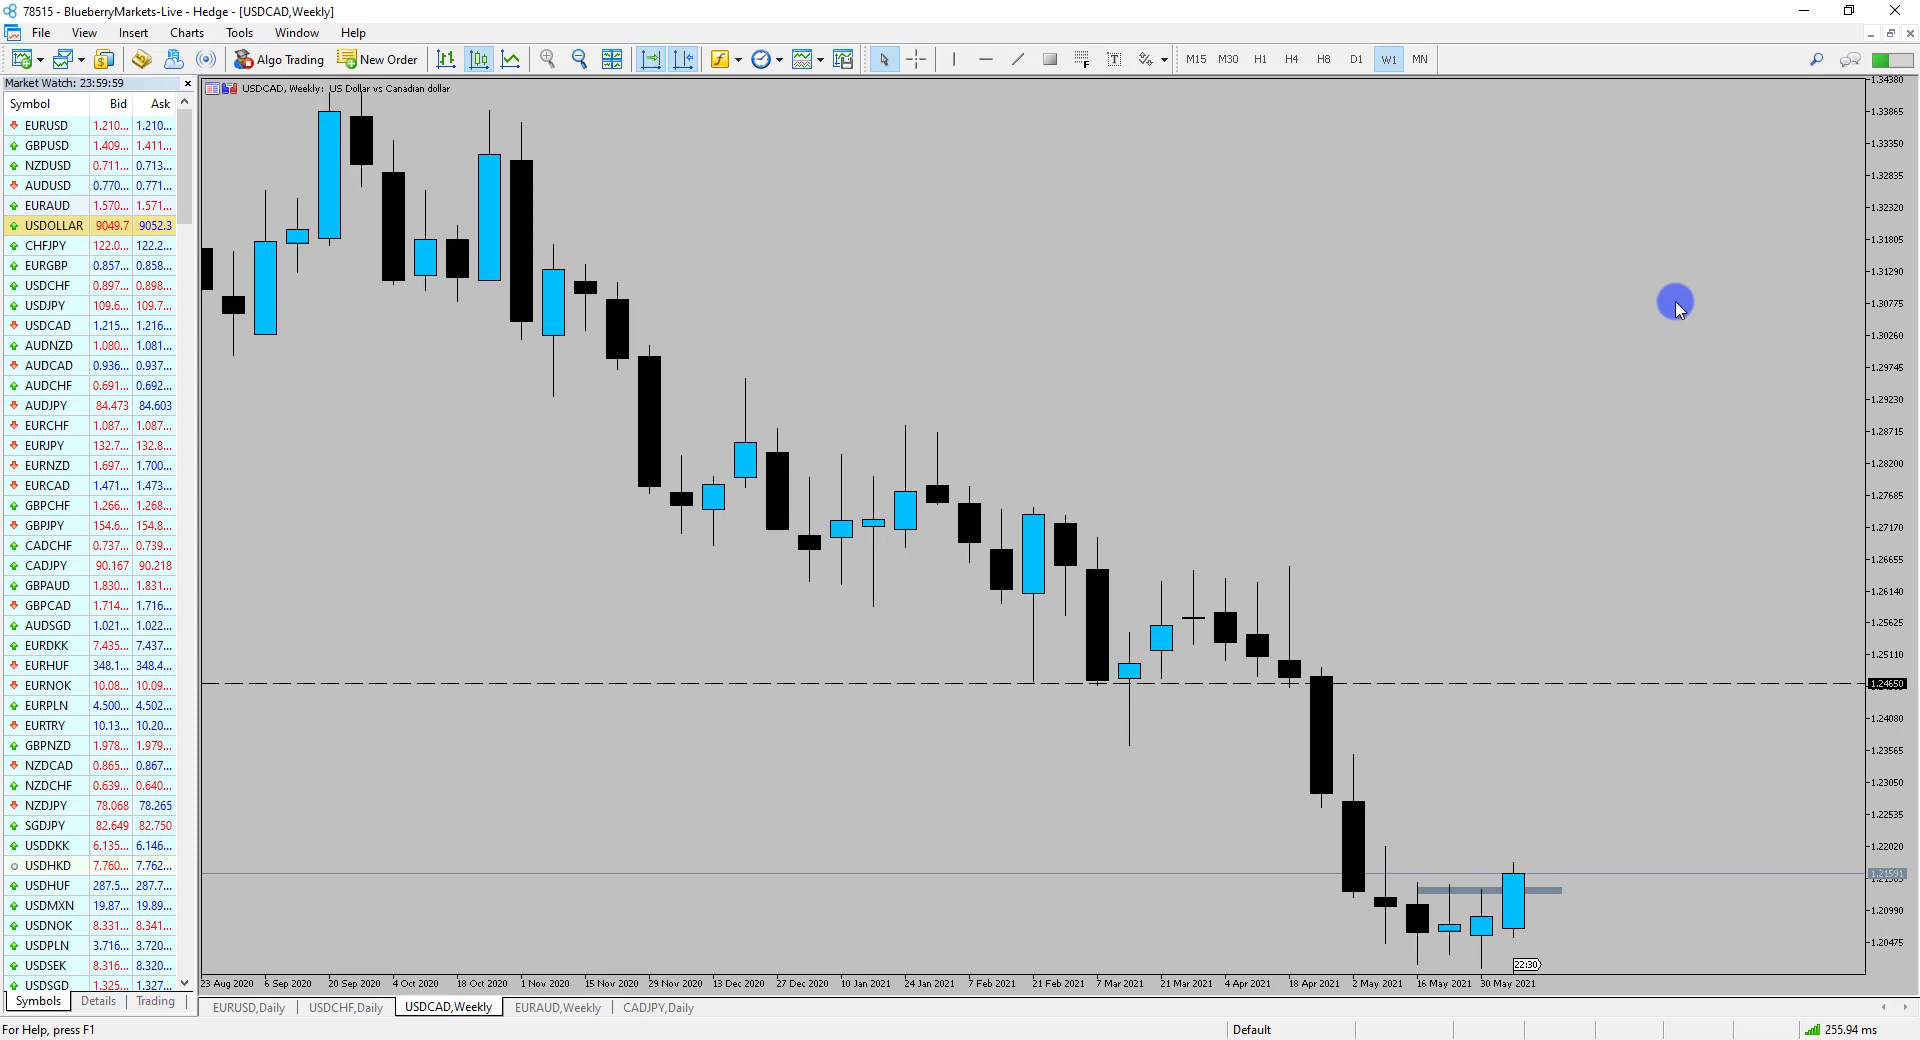 78515 - BlueberryMarkets-Live - Hedge - [USDCAD,Weekly]
File View Insert Charts Tools Window Help
Algo Trading New Order M15 M30 H1 H4 H8 D1 W1 MN
Market Watch: 23:59:59
Symbol Bid Ask
EURUSD 1.210... 1.210...
GBPUSD 1.409... 1.411...
NZDUSD 0.711... 0.713...
AUDUSD 0.770... 0.771...
EURAUD 1.570... 1.571...
USDOLLAR 9049.7 9052.3
CHFJPY 122.0... 122.2...
EURGBP 0.857... 0.858...
USDCHF 0.897... 0.898...
USDJPY 109.6... 109.7...
USDCAD 1.215... 1.216...
AUDNZD 1.080... 1.081...
AUDCAD 0.936... 0.937...
AUDCHF 0.691... 0.692...
AUDJPY 84.473 84.603
EURCHF 1.087... 1.087...
EURJPY 132.7... 132.8...
EURNZD 1.697... 1.700...
EURCAD 1.471... 1.473...
GBPCHF 1.266... 1.268...
GBPJPY 154.6... 154.8...
CADCHF 0.737... 0.739...
CADJPY 90.167 90.218
GBPAUD 1.830... 1.831...
GBPCAD 1.714... 1.716...
AUDSGD 1.021... 1.022...
EURDKK 7.435... 7.437...
EURHUF 348.1... 348.4...
EURNOK 10.08... 10.09...
EURPLN 4.500... 4.502...
EURTRY 10.13... 10.20...
GBPNZD 1.978... 1.979...
NZDCAD 0.865... 0.867...
NZDCHF 0.639... 0.640...
NZDJPY 78.068 78.265
SGDJPY 82.649 82.750
USDDKK 6.135... 6.146...
USDHKD 7.760... 7.762...
USDHUF 287.5... 287.7...
USDMXN 19.87... 19.89...
USDNOK 8.331... 8.341...
USDPLN 3.716... 3.720...
USDSEK 8.316... 8.320...
USDSGD 1.325... 1.327...
Symbols Details Trading
USDCAD, Weekly: US Dollar vs Canadian dollar
1.34380
1.33865
1.33350
1.32835
1.32320
1.31805
1.31290
1.30775
1.30260
1.29745
1.29230
1.28715
1.28200
1.27685
1.27170
1.26655
1.26140
1.25625
1.25110
1.24650
1.24080
1.23565
1.23050
1.22535
1.22020
1.21591
1.20990
1.20475
22:30
23 Aug 2020 6 Sep 2020 20 Sep 2020 4 Oct 2020 18 Oct 2020 1 Nov 2020 15 Nov 2020 29 Nov 2020 13 Dec 2020 27 Dec 2020 10 Jan 2021 24 Jan 2021 7 Feb 2021 21 Feb 2021 7 Mar 2021 21 Mar 2021 4 Apr 2021 18 Apr 2021 2 May 2021 16 May 2021 30 May 2021
EURUSD,Daily USDCHF,Daily USDCAD,Weekly EURAUD,Weekly CADJPY,Daily
For Help, press F1 Default 255.94 ms